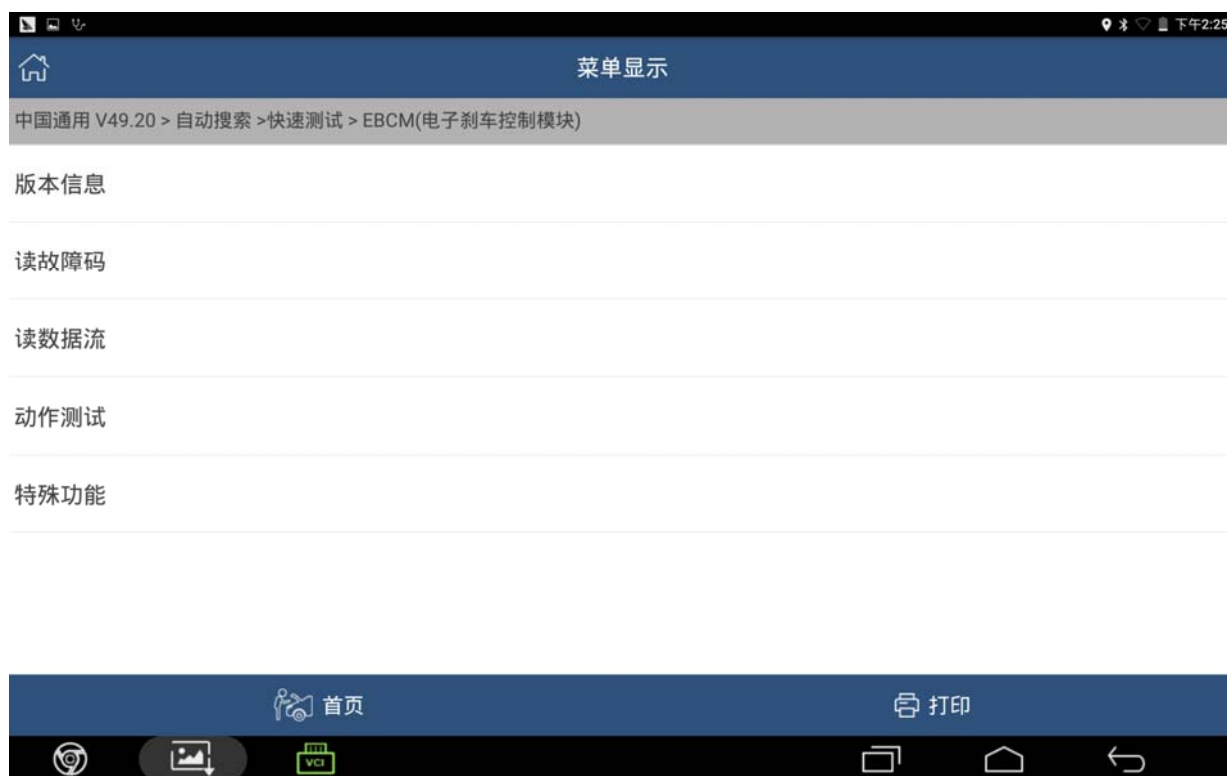 下午2:25
菜单显示
中国通用 V49.20 > 自动搜索 >快速测试 > EBCM(电子刹车控制模块)
版本信息
读故障码
读数据流
动作测试
特殊功能
首页
打印
VCI